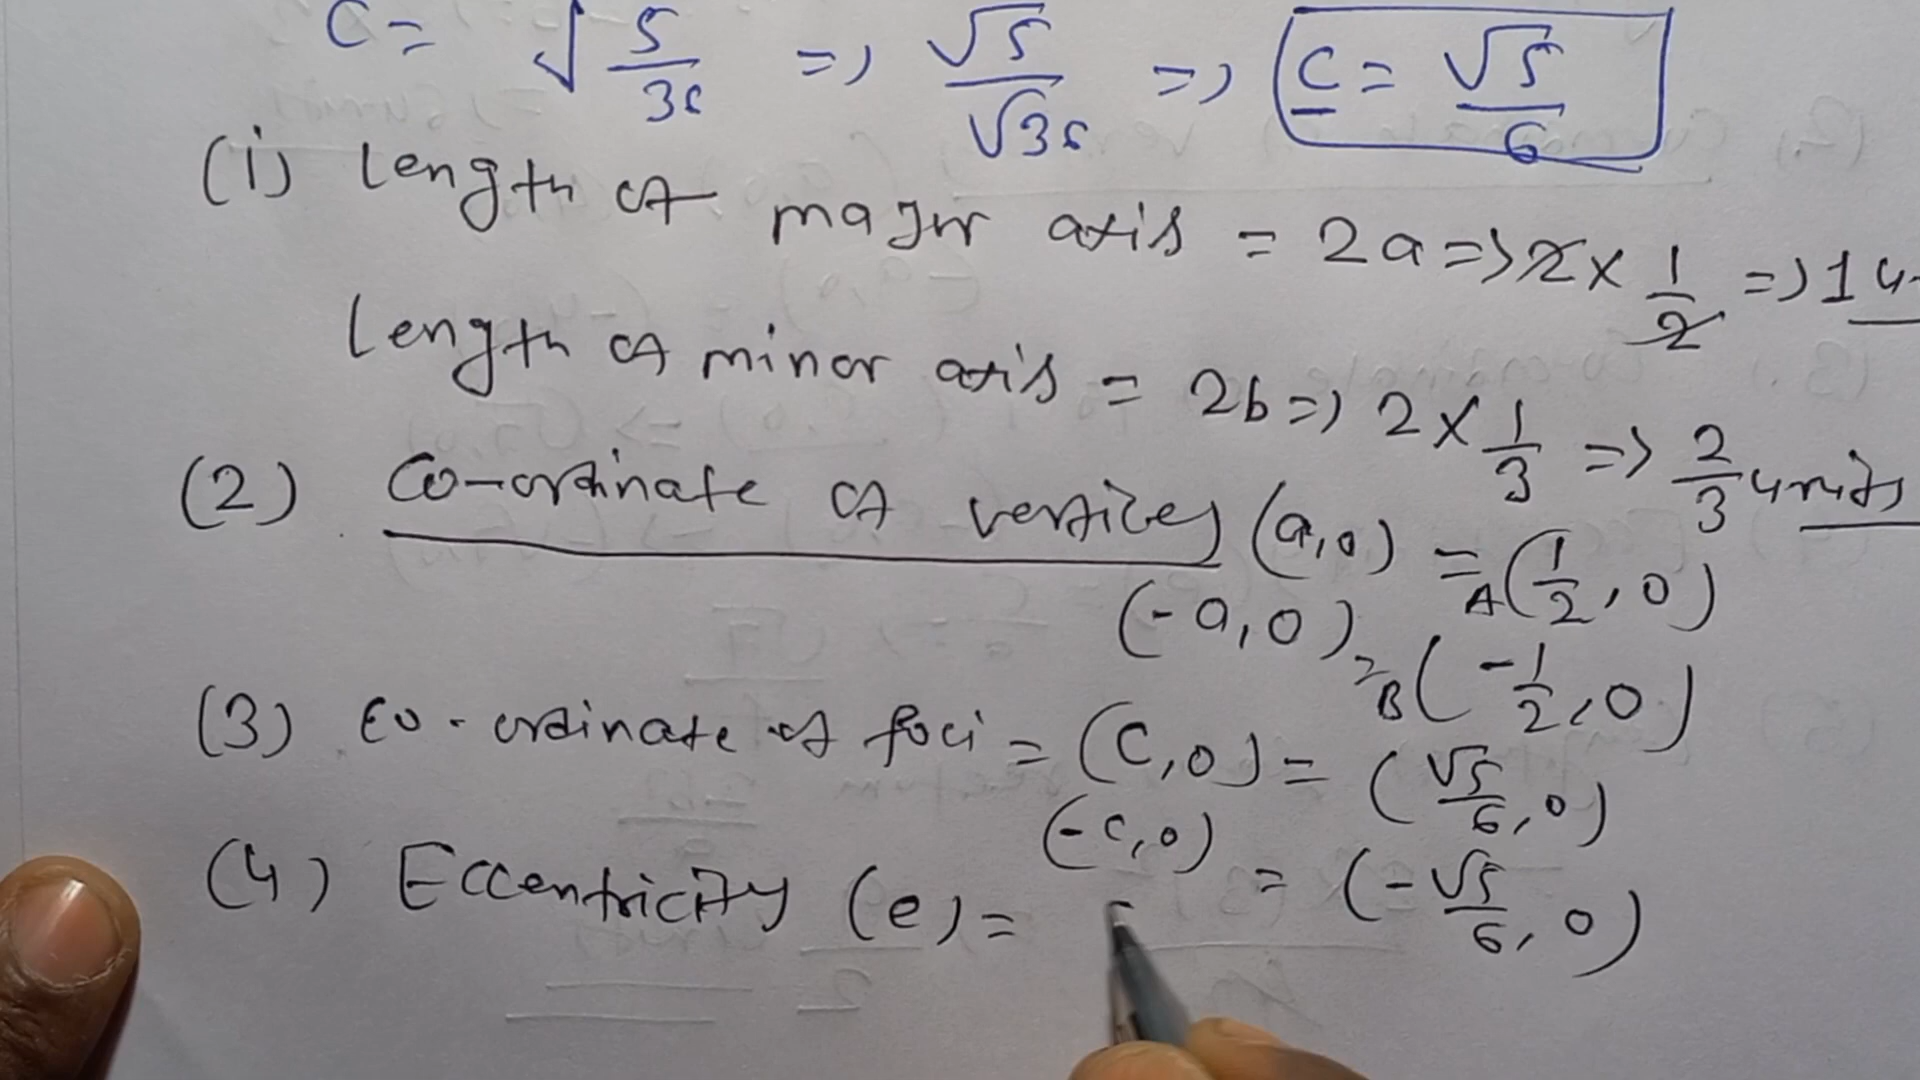 C = √5/36 => √5/√36 => C = √5/6
(i) Length of major axis = 2a => 2 × 1/2 => 1 u
Length of minor axis = 2b => 2 × 1/3 => 2/3 units
(2) Co-ordinate of vertices (a,0) = A(1/2, 0)
(-a,0) = B(-1/2, 0)
(3) Co-ordinate of foci = (C,0) = (√5/6, 0)
(-c,0) = (-√5/6, 0)
(4) Eccentricity (e) =